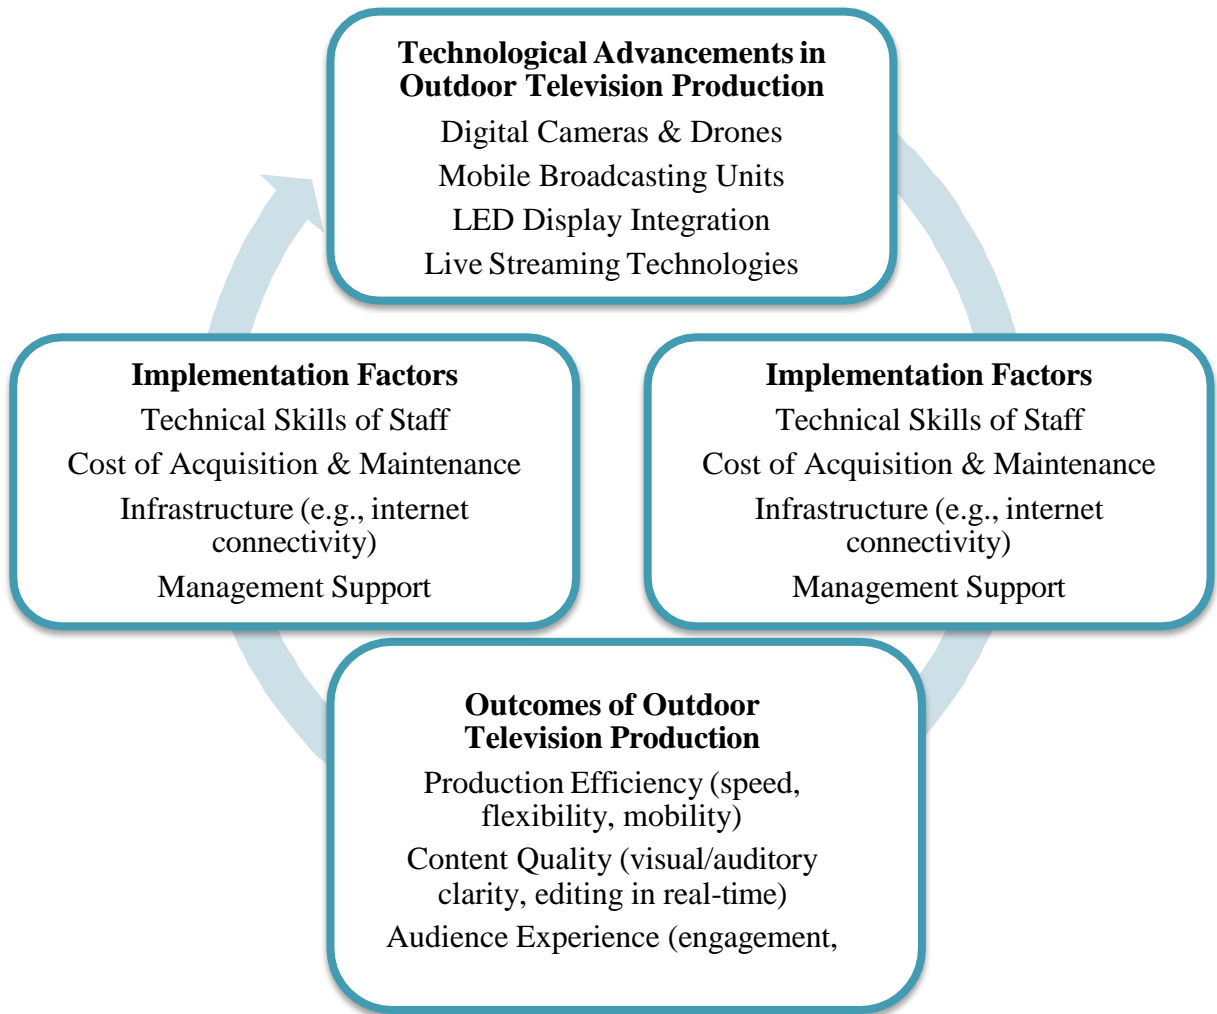 Technological Advancements in
Outdoor Television Production
Digital Cameras & Drones
Mobile Broadcasting Units
LED Display Integration
Live Streaming Technologies
Implementation Factors
Technical Skills of Staff
Cost of Acquisition & Maintenance
Infrastructure (e.g., internet
connectivity)
Management Support
Implementation Factors
Technical Skills of Staff
Cost of Acquisition & Maintenance
Infrastructure (e.g., internet
connectivity)
Management Support
Outcomes of Outdoor
Television Production
Production Efficiency (speed,
flexibility, mobility)
Content Quality (visual/auditory
clarity, editing in real-time)
Audience Experience (engagement,